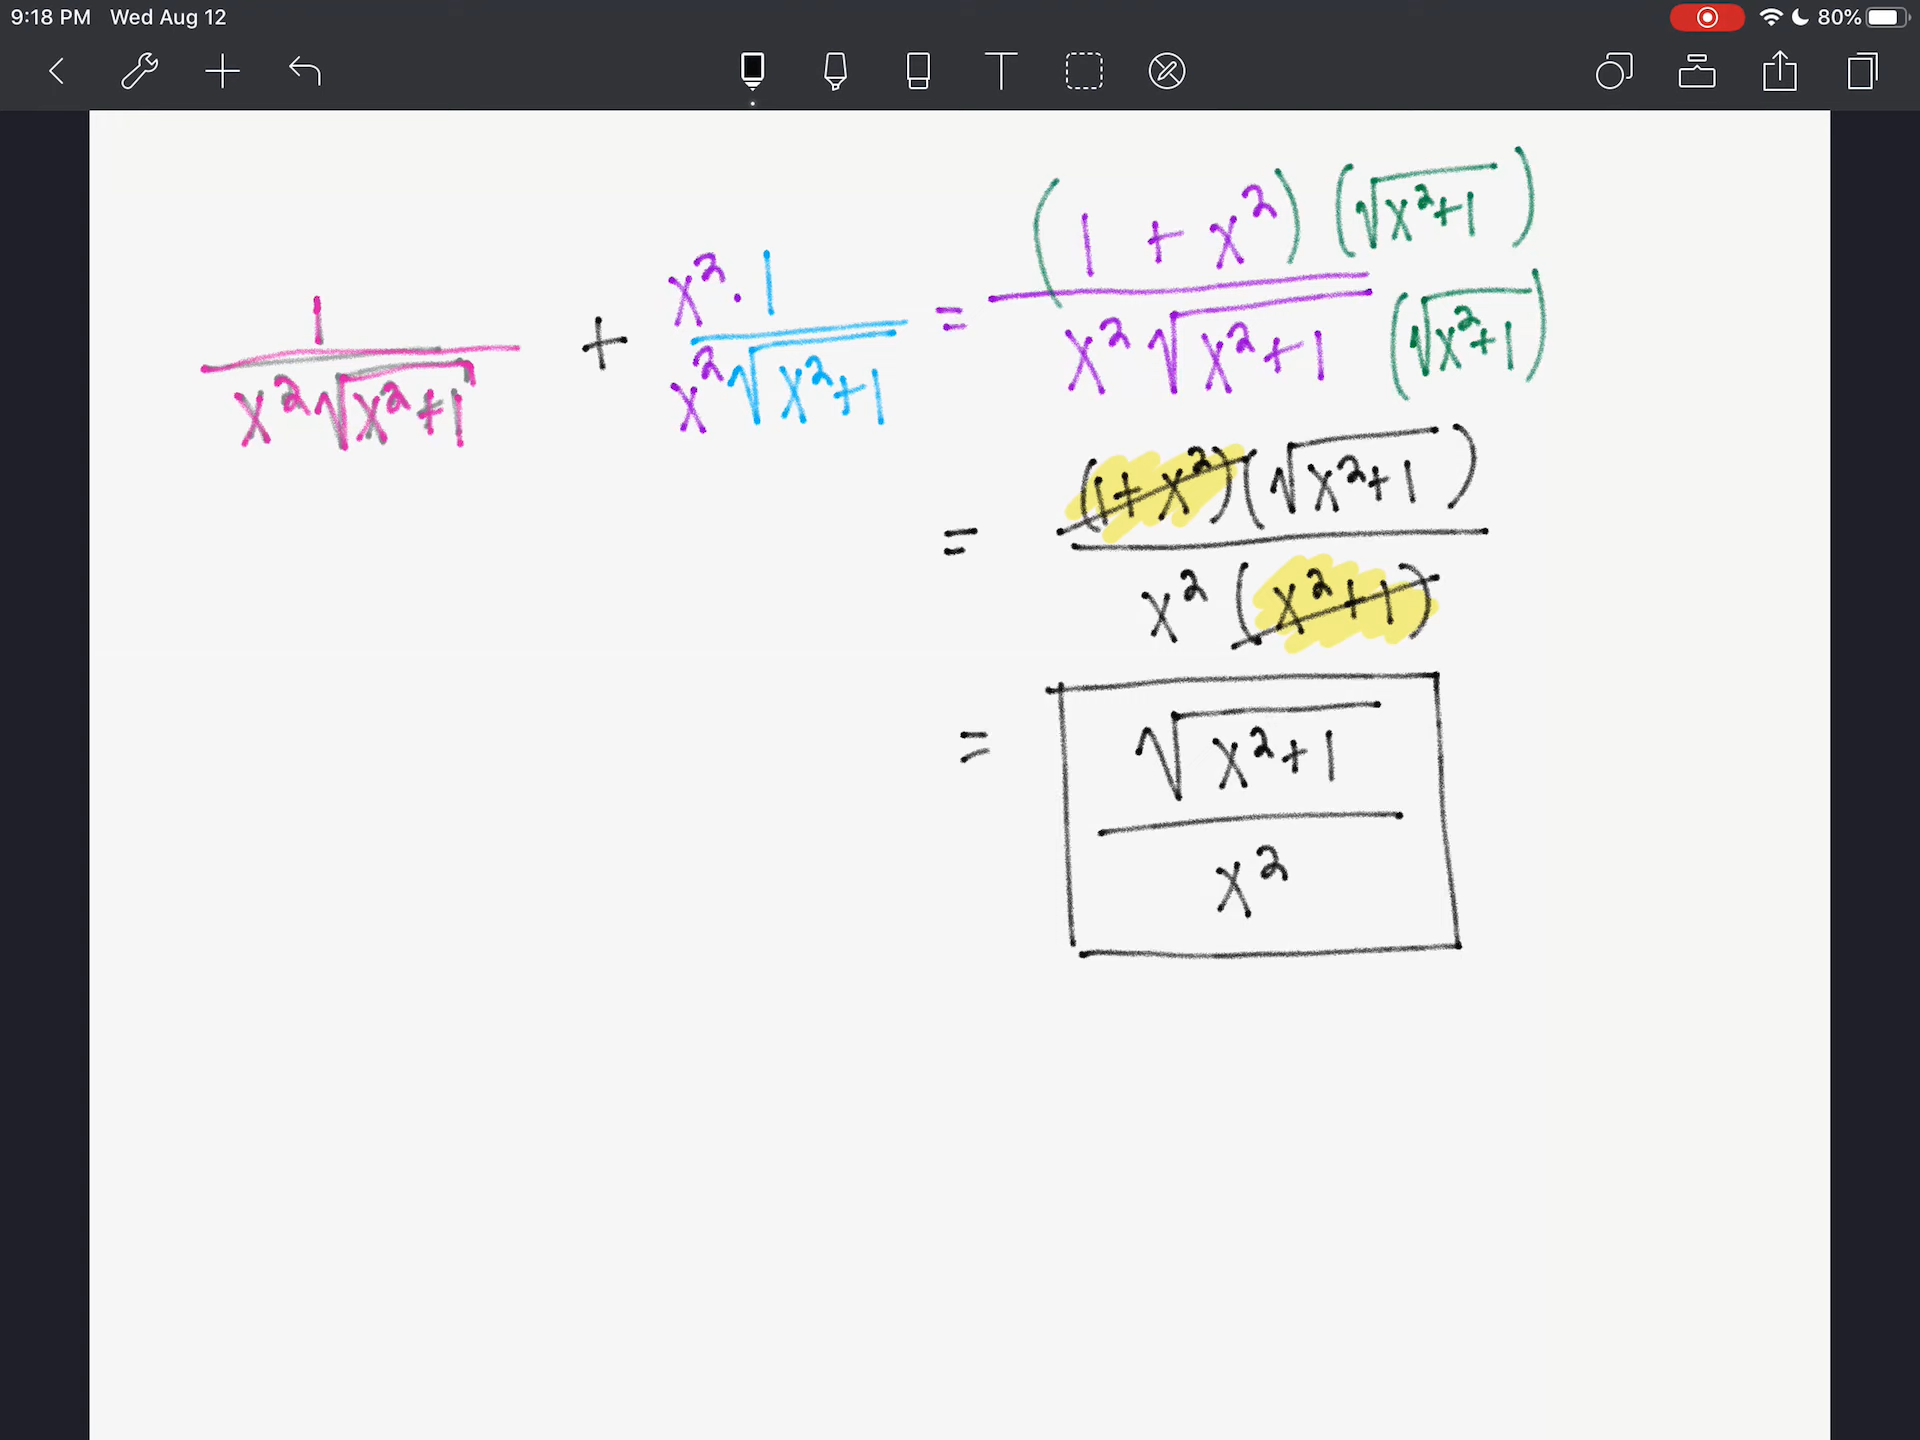 9:18 PM Wed Aug 12
80%
1/(x²√(x²+1)) + (x²·1)/(x²√(x²+1)) = ((1 + x²)(√(x²+1)))/(x²√(x²+1)(√(x²+1)))
= ((1+x²)(√(x²+1)))/(x²(x²+1))
= √(x²+1)/x²